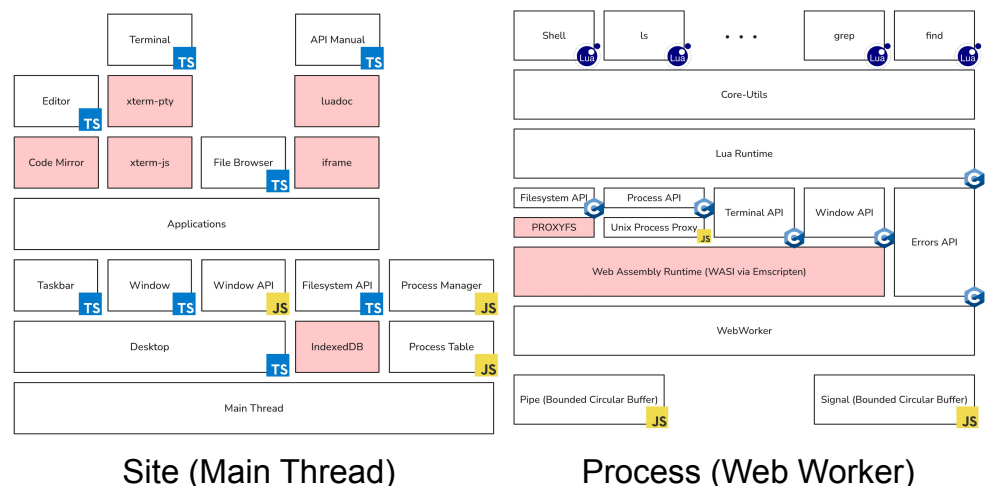 Terminal
TS
API Manual
TS
Editor
TS
xterm-pty
luadoc
Code Mirror
xterm-js
File Browser
TS
iframe
Applications
Taskbar
TS
Window
TS
Window API
JS
Filesystem API
TS
Process Manager
JS
Desktop
TS
IndexedDB
Process Table
JS
Main Thread
Site (Main Thread)
Shell
Lua
ls
Lua
. . .
grep
Lua
find
Lua
Core-Utils
Lua Runtime
C
Filesystem API
C
Process API
C
Terminal API
C
Window API
C
Errors API
C
PROXYFS
Unix Process Proxy
JS
Web Assembly Runtime (WASI via Emscripten)
WebWorker
Pipe (Bounded Circular Buffer)
JS
Signal (Bounded Circular Buffer)
JS
Process (Web Worker)